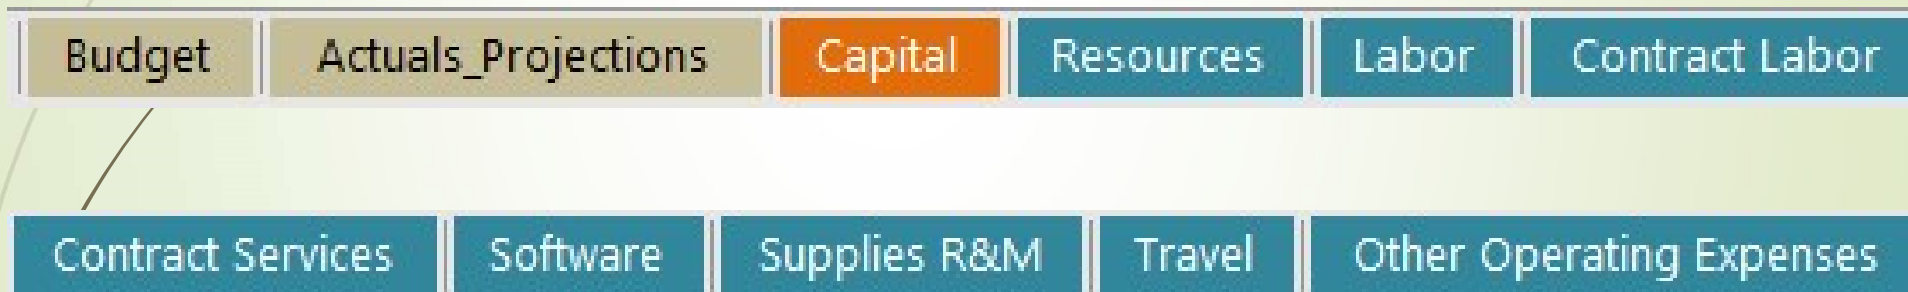 Budget Actuals_Projections Capital Resources Labor Contract Labor
Contract Services Software Supplies R&M Travel Other Operating Expenses